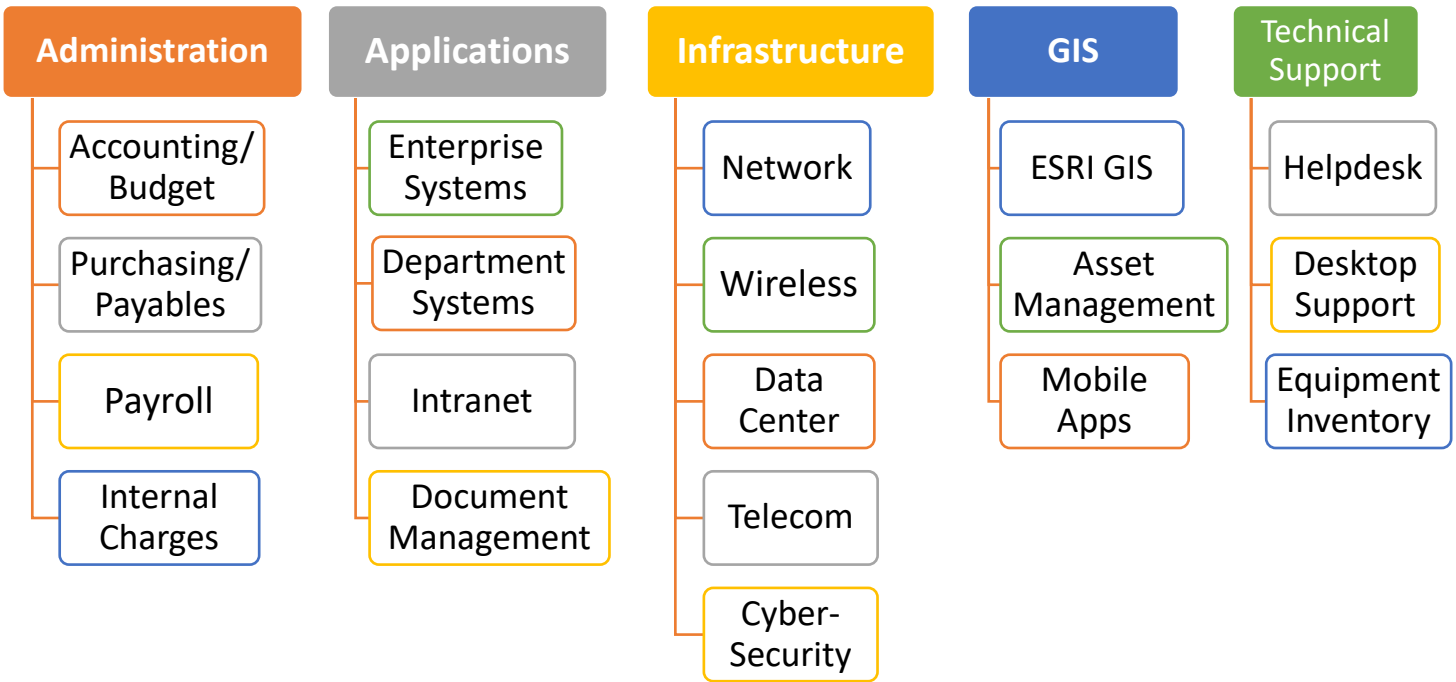 Administration
Accounting/
Budget
Purchasing/
Payables
Payroll
Internal
Charges
Applications
Enterprise
Systems
Department
Systems
Intranet
Document
Management
Infrastructure
Network
Wireless
Data
Center
Telecom
Cyber-
Security
GIS
ESRI GIS
Asset
Management
Mobile
Apps
Technical
Support
Helpdesk
Desktop
Support
Equipment
Inventory